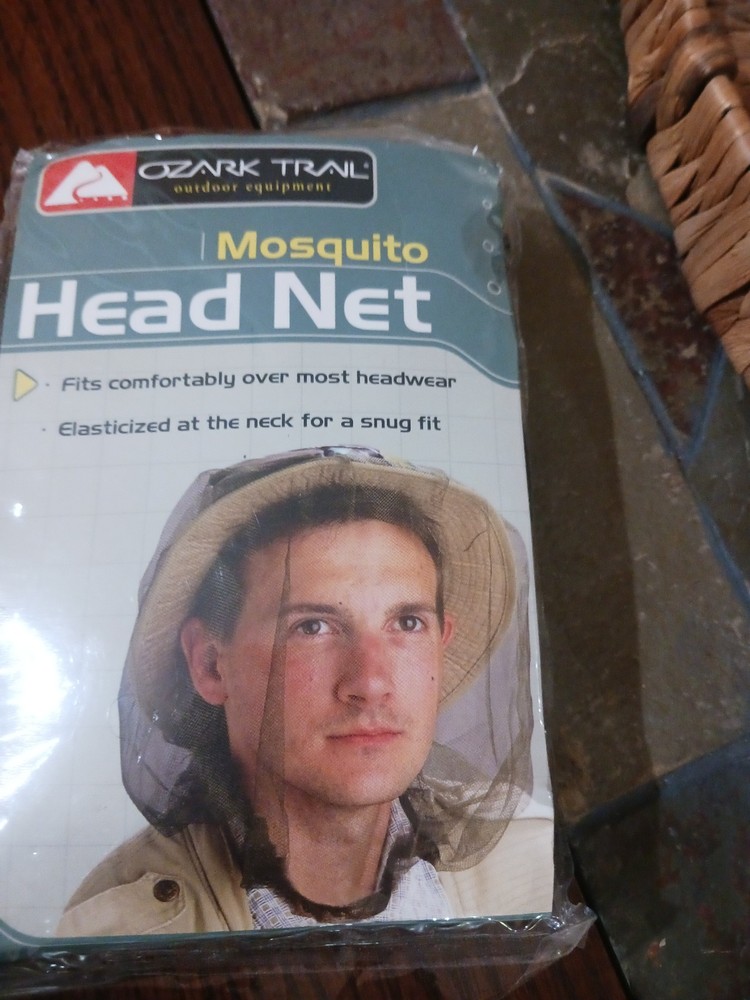 OZARK TRAIL
outdoor equipment
Mosquito
Head Net
· Fits comfortably over most headwear
· Elasticized at the neck for a snug fit